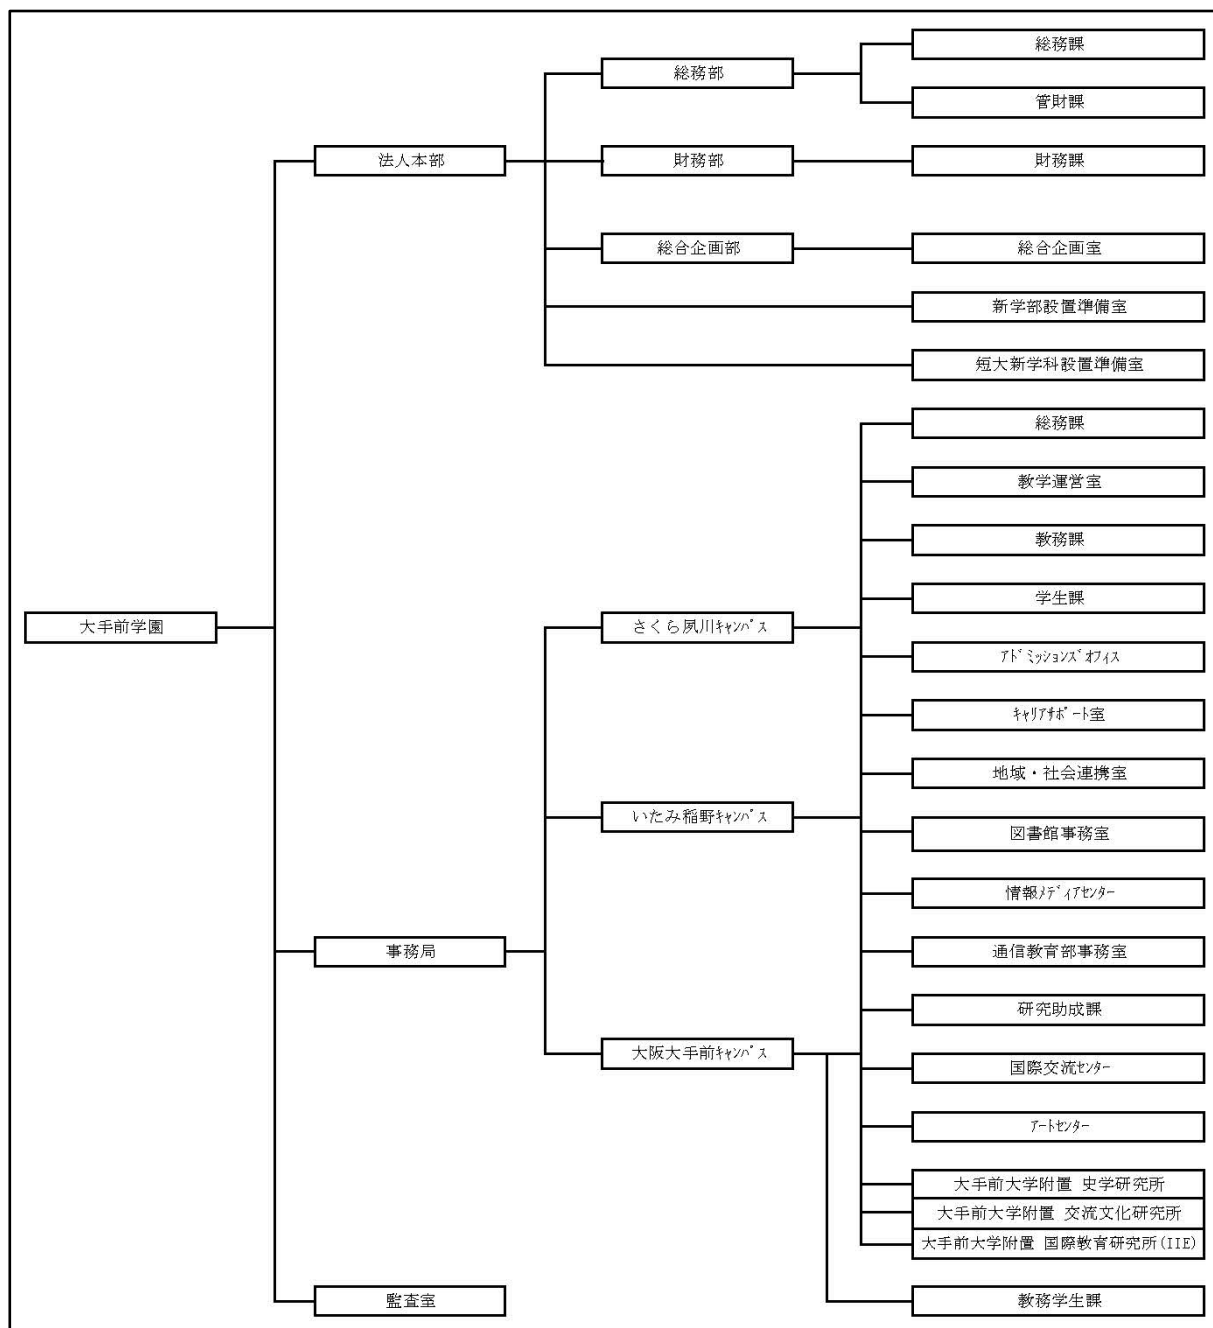 総務課
総務部
管財課
法人本部
財務部
財務課
総合企画部
総合企画室
新学部設置準備室
短大新学科設置準備室
総務課
教学運営室
教務課
学生課
大手前学園
さくら夙川ｷｬﾝﾊﾟｽ
ｱﾄﾞﾐｯｼｮﾝｽﾞｵﾌｨｽ
ｷｬﾘｱｻﾎﾟｰﾄ室
地域・社会連携室
いたみ稲野ｷｬﾝﾊﾟｽ
図書館事務室
情報ﾒﾃﾞｨｱｾﾝﾀｰ
事務局
通信教育部事務室
研究助成課
大阪大手前ｷｬﾝﾊﾟｽ
国際交流ｾﾝﾀｰ
ｱｰﾄｾﾝﾀｰ
大手前大学附置 史学研究所
大手前大学附置 交流文化研究所
大手前大学附置 国際教育研究所(IIE)
監査室
教務学生課